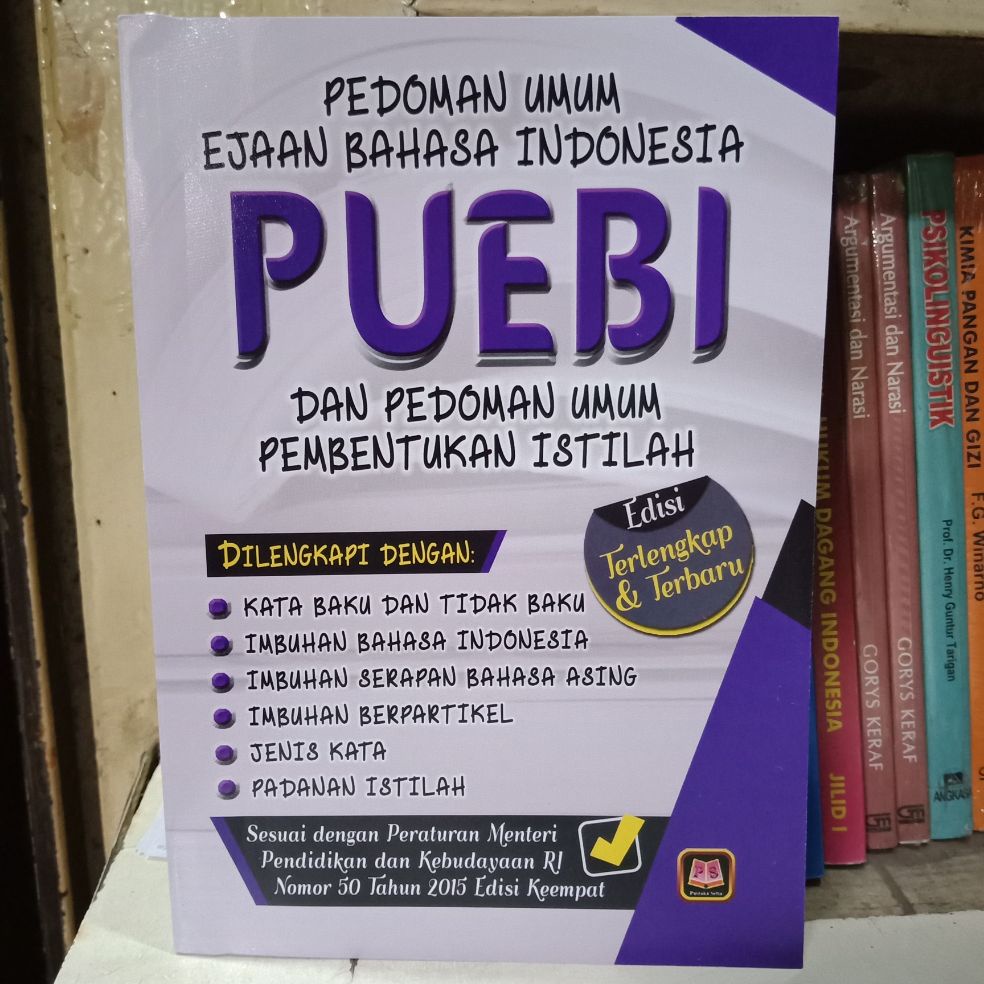 PEDOMAN UMUM
EJAAN BAHASA INDONESIA
PUEBI
DAN PEDOMAN UMUM
PEMBENTUKAN ISTILAH
Edisi
Terlengkap
& Terbaru
DILENGKAPI DENGAN:
KATA BAKU DAN TIDAK BAKU
IMBUHAN BAHASA INDONESIA
IMBUHAN SERAPAN BAHASA ASING
IMBUHAN BERPARTIKEL
JENIS KATA
PADANAN ISTILAH
Sesuai dengan Peraturan Menteri
Pendidikan dan Kebudayaan RI
Nomor 50 Tahun 2015 Edisi Keempat
PS
Pustaka Setia
HUKUM DAGANG INDONESIA JILID I
Argumentasi dan Narasi GORYS KERAF
Argumentasi dan Narasi GORYS KERAF
PSIKOLINGUISTIK Prof. Dr. Henry Guntur Tarigan
KIMIA PANGAN DAN GIZI F.G. Winarno